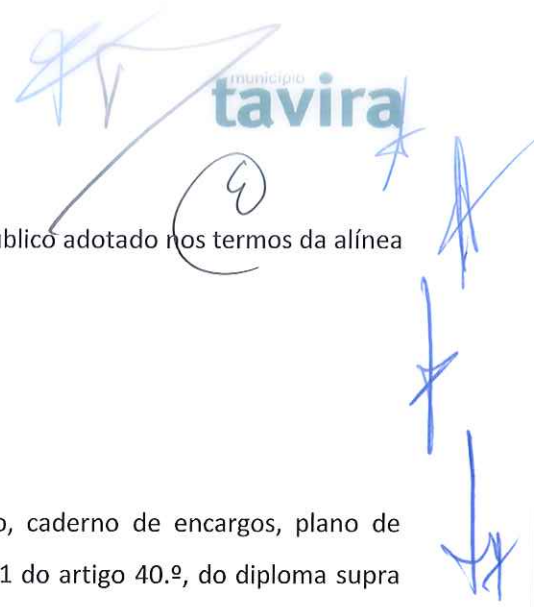 município
tavira
blico adotado nos termos da alínea
o, caderno de encargos, plano de
1 do artigo 40.º, do diploma supra